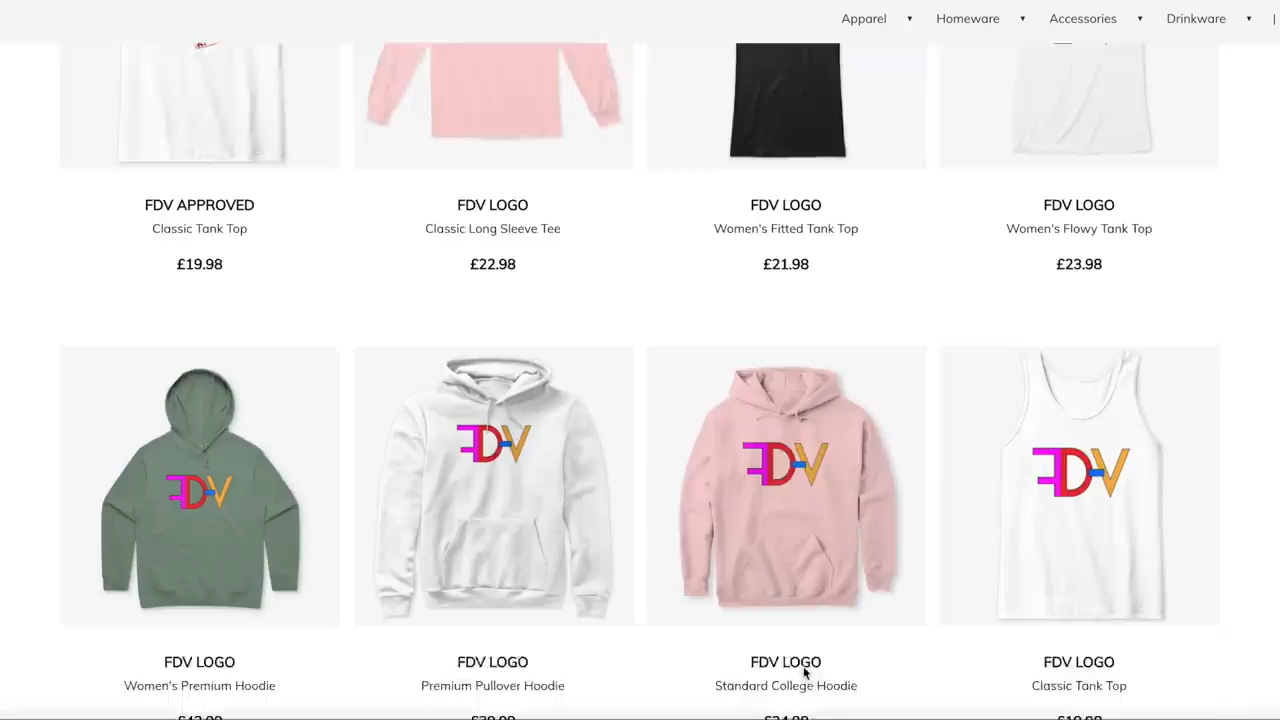 Apparel ▾ Homeware ▾ Accessories ▾ Drinkware ▾
FDV APPROVED
Classic Tank Top
£19.98
FDV LOGO
Classic Long Sleeve Tee
£22.98
FDV LOGO
Women's Fitted Tank Top
£21.98
FDV LOGO
Women's Flowy Tank Top
£23.98
FDV
FDV
FDV
FDV
FDV LOGO
Women's Premium Hoodie
FDV LOGO
Premium Pullover Hoodie
FDV LOGO
Standard College Hoodie
FDV LOGO
Classic Tank Top